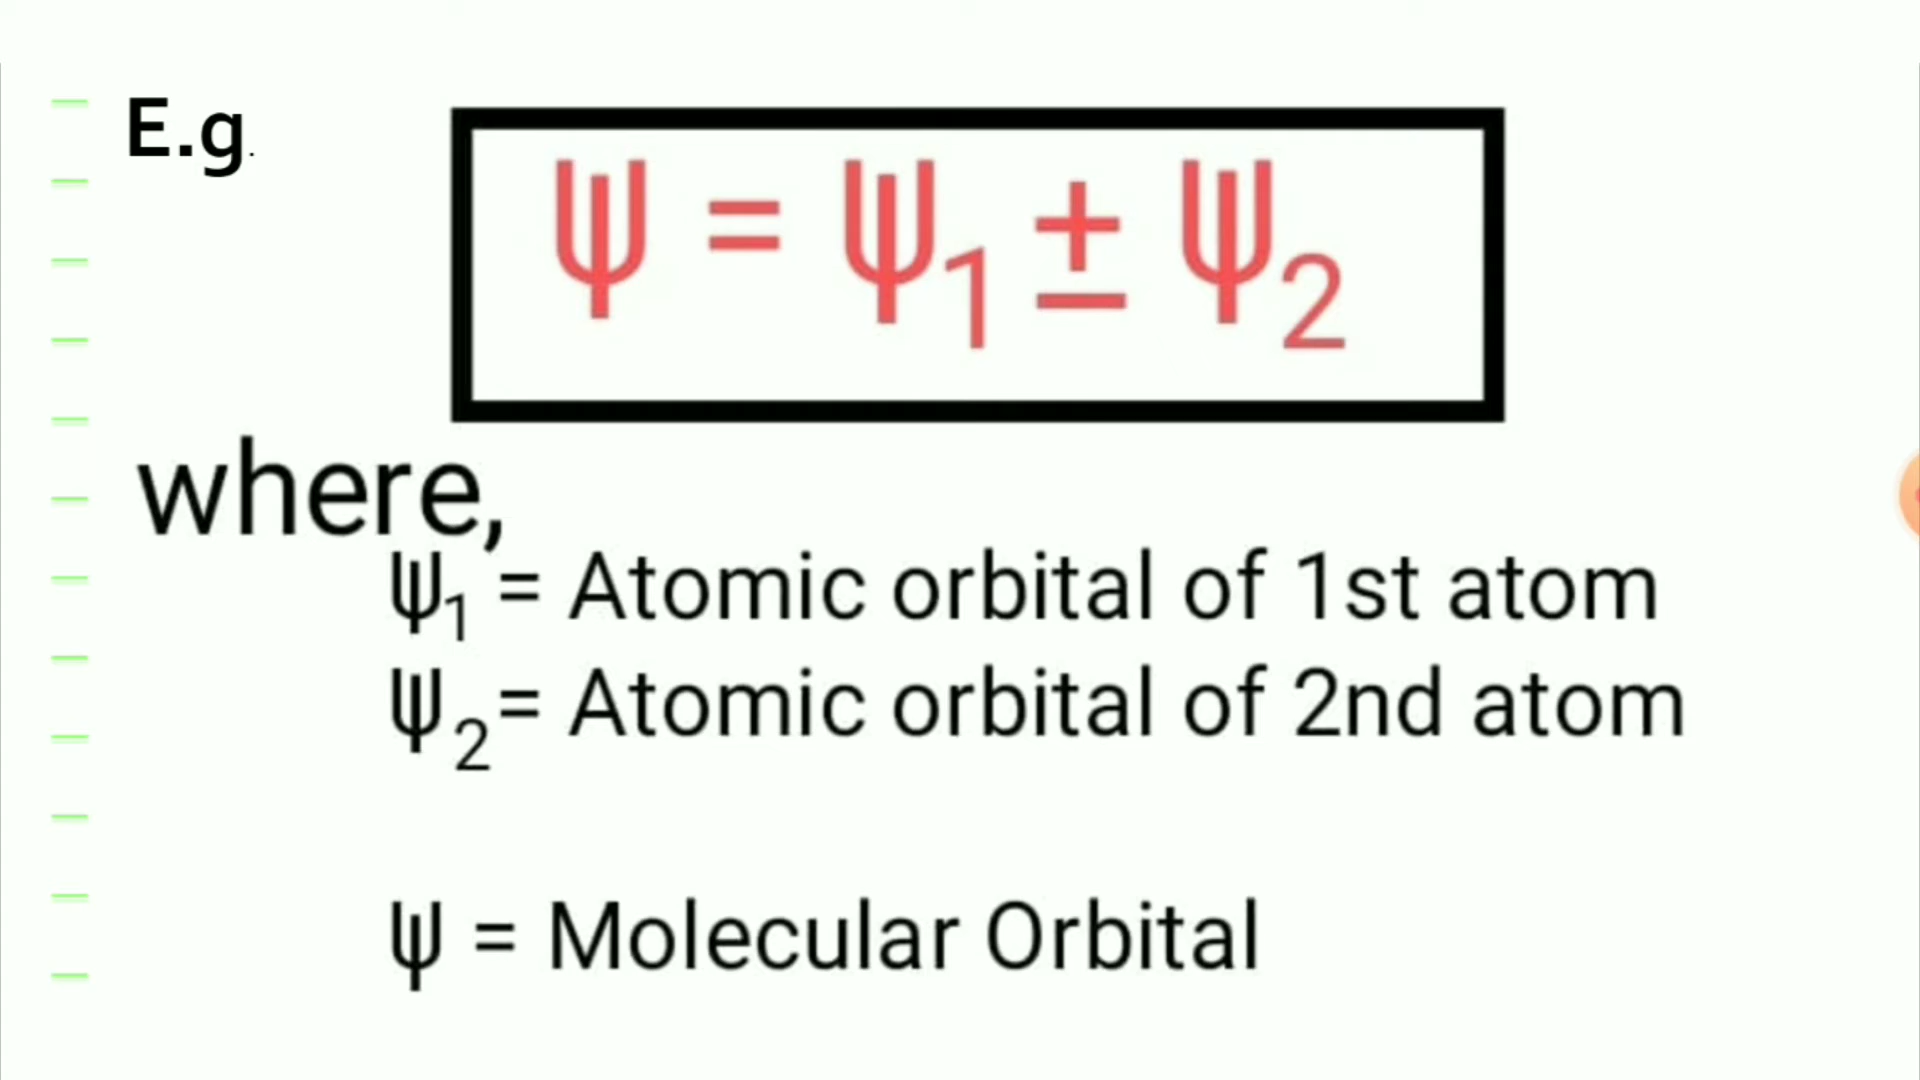 E.g.
ψ = ψ₁ ± ψ₂
where,
ψ₁ = Atomic orbital of 1st atom
ψ₂ = Atomic orbital of 2nd atom
ψ = Molecular Orbital